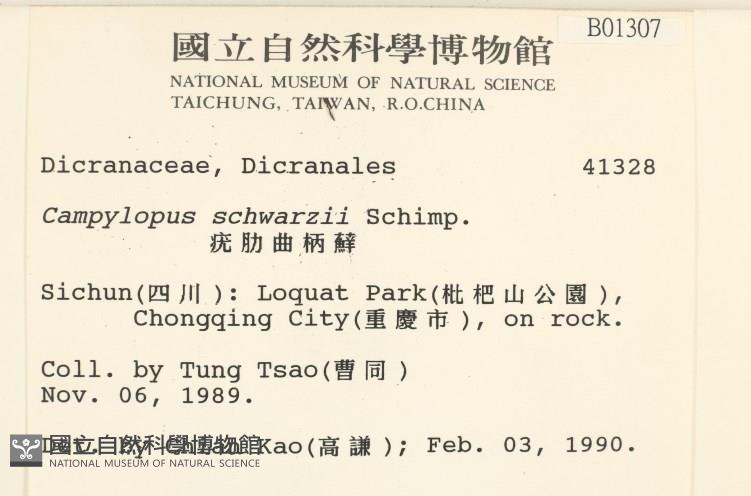 B01307
國立自然科學博物館
NATIONAL MUSEUM OF NATURAL SCIENCE
TAICHUNG, TAIWAN, R.O.CHINA
Dicranaceae, Dicranales 41328
Campylopus schwarzii Schimp.
疣肋曲柄蘚
Sichun(四川): Loquat Park(枇杷山公園),
Chongqing City(重慶市), on rock.
Coll. by Tung Tsao(曹同)
Nov. 06, 1989.
Det. by Kao(高謙); Feb. 03, 1990.
國立自然科學博物館
NATIONAL MUSEUM OF NATURAL SCIENCE